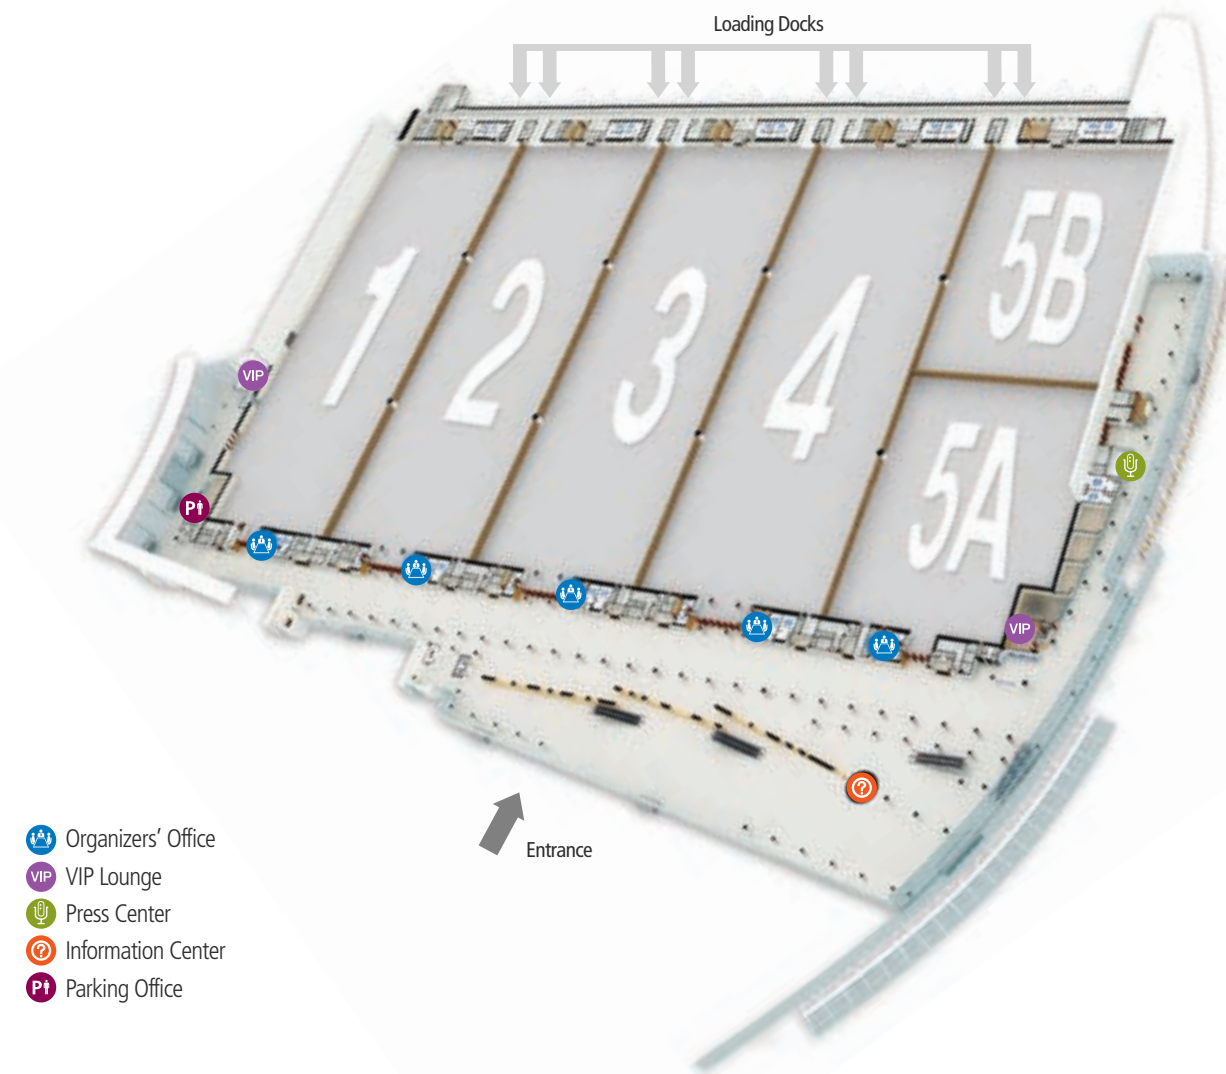 Loading Docks
1
2
3
4
5B
5A
VIP
P
VIP
Entrance
Organizers' Office
VIP VIP Lounge
Press Center
? Information Center
P Parking Office
?